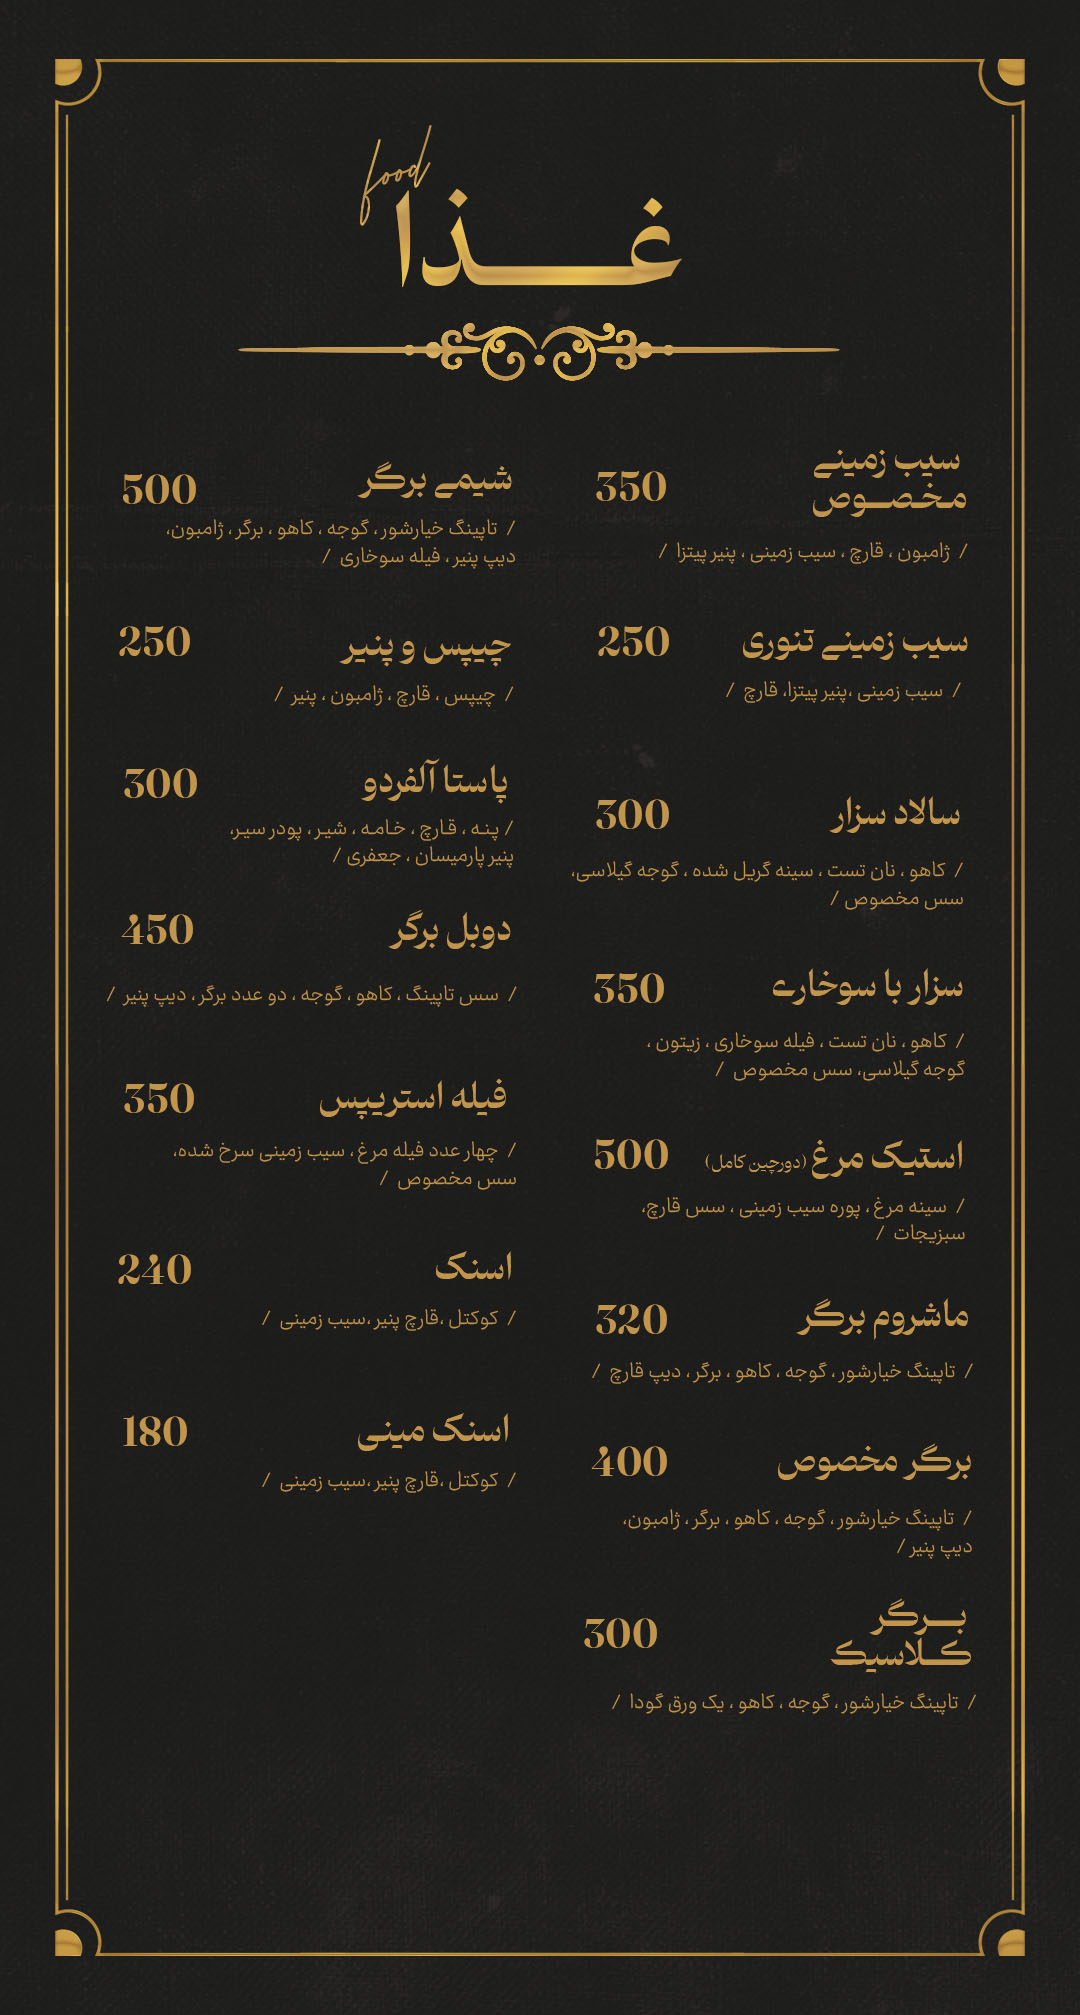 food
غـــذا
سیب زمینے
مخصــوص
350
/ ژامبون ، قارچ ، سیب زمینی ، پنیر پیتزا /
سیب زمینے تنوری
250
/ سیب زمینی ،پنیر پیتزا، قارچ /
سالاد سزار
300
/ کاهو ، نان تست ، سینه گریل شده ، گوجه گیلاسی،
سس مخصوص /
سزار با سوخارے
350
/ کاهو ، نان تست ، فیله سوخاری ، زیتون ،
گوجه گیلاسی، سس مخصوص /
استیک مرغ (دورچین کامل)
500
/ سینه مرغ ، پوره سیب زمینی ، سس قارچ،
سبزیجات /
ماشروم برگر
320
/ تاپینگ خیارشور ، گوجه ، کاهو ، برگر ، دیپ قارچ /
برگر مخصوص
400
/ تاپینگ خیارشور ، گوجه ، کاهو ، برگر ، ژامبون،
دیپ پنیر /
بــرگر
کــلاسیک
300
/ تاپینگ خیارشور ، گوجه ، کاهو ، یک ورق گودا /
شیمے برگر
500
/ تاپینگ خیارشور ، گوجه ، کاهو ، برگر ، ژامبون،
دیپ پنیر ، فیله سوخاری /
چیپس و پنیر
250
/ چیپس ، قارچ ، ژامبون ، پنیر /
پاستا آلفردو
300
/ پنه ، قارچ ، خامه ، شیر ، پودر سیر،
پنیر پارمیسان ، جعفری /
دوبل برگر
450
/ سس تاپینگ ، کاهو ، گوجه ، دو عدد برگر ، دیپ پنیر /
فیله استریپس
350
/ چهار عدد فیله مرغ ، سیب زمینی سرخ شده،
سس مخصوص /
اسنک
240
/ کوکتل ،قارچ پنیر ،سیب زمینی /
اسنک مینی
180
/ کوکتل ،قارچ پنیر ،سیب زمینی /